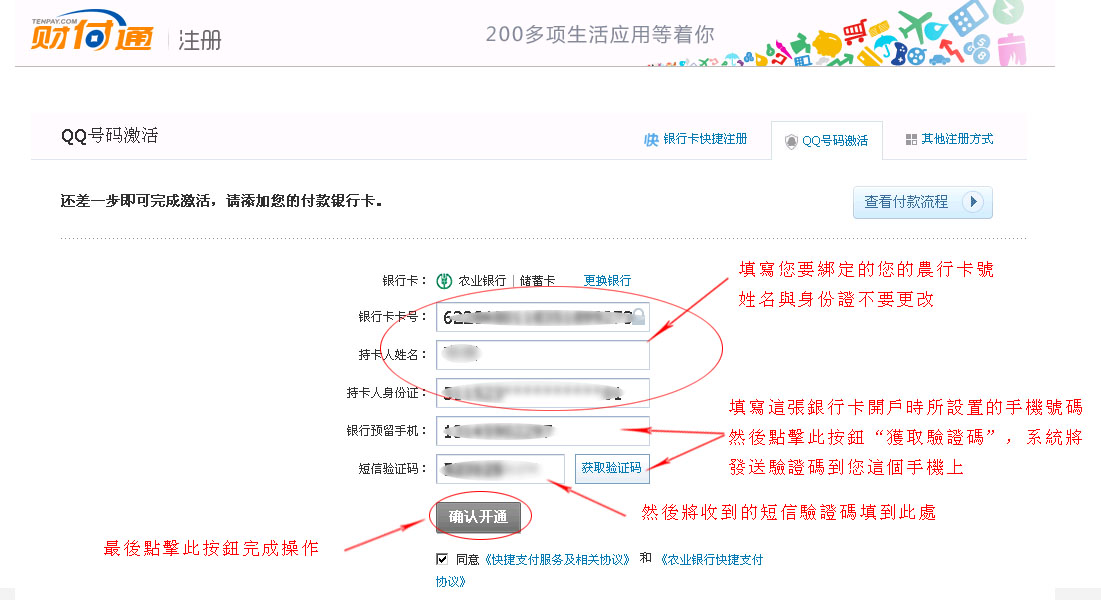 TENPAY.COM
财付通 注册
200多项生活应用等着你
QQ号码激活
快 银行卡快捷注册 QQ号码激活 其他注册方式
还差一步即可完成激活，请添加您的付款银行卡。
查看付款流程
银行卡： 农业银行 | 储蓄卡 更换银行
填寫您要綁定的您的農行卡號
姓名與身份證不要更改
银行卡卡号：
持卡人姓名：
持卡人身份证：
银行预留手机：
填寫這張銀行卡開戶時所設置的手機號碼
然後點擊此按鈕“獲取驗證碼”，系統將
發送驗證碼到您這個手機上
短信验证码： 获取验证码
然後將收到的短信驗證碼填到此處
确认开通
最後點擊此按鈕完成操作
同意《快捷支付服务及相关协议》 和 《农业银行快捷支付
协议》